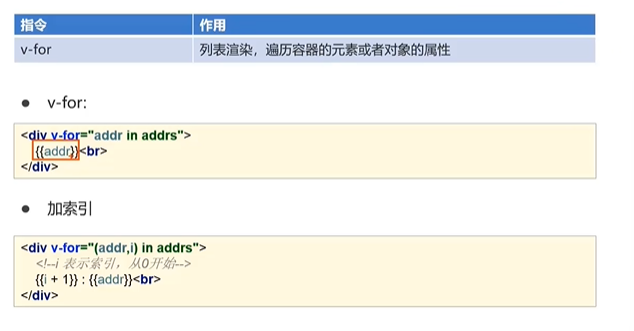 指令 作用
v-for 列表渲染，遍历容器的元素或者对象的属性
● v-for:
<div v-for="addr in addrs">
{{addr}}<br>
</div>
● 加索引
<div v-for="(addr,i) in addrs">
<!--i 表示索引，从0开始-->
{{i + 1}} : {{addr}}<br>
</div>